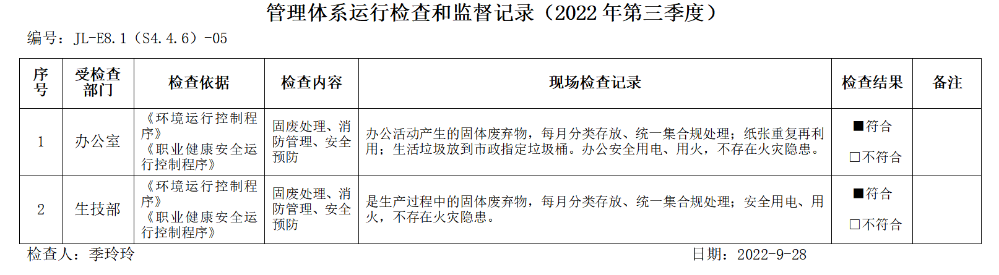 管理体系运行检查和监督记录（2022 年第三季度）
编号：JL-E8.1（S4.4.6）-05
序号
受检查部门
检查依据
检查内容
现场检查记录
检查结果
备注
1
办公室
《环境运行控制程
序》
《职业健康安全运
行控制程序》
固废处理、消
防管理、安全
预防
办公活动产生的固体废弃物，每月分类存放、统一集合规处理；纸张重复再利
用；生活垃圾放到市政指定垃圾桶。办公安全用电、用火，不存在火灾隐患。
■符合
□不符合
2
生技部
《环境运行控制程
序》
《职业健康安全运
行控制程序》
固废处理、消
防管理、安全
预防
是生产过程中的固体废弃物，每月分类存放、统一集合规处理；安全用电、用
火，不存在火灾隐患。
■符合
□不符合
检查人：季玲玲
日期：2022-9-28